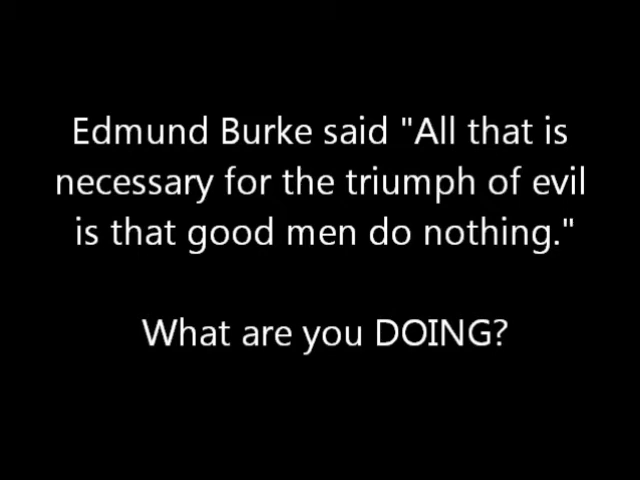 Edmund Burke said "All that is
necessary for the triumph of evil
is that good men do nothing."
What are you DOING?